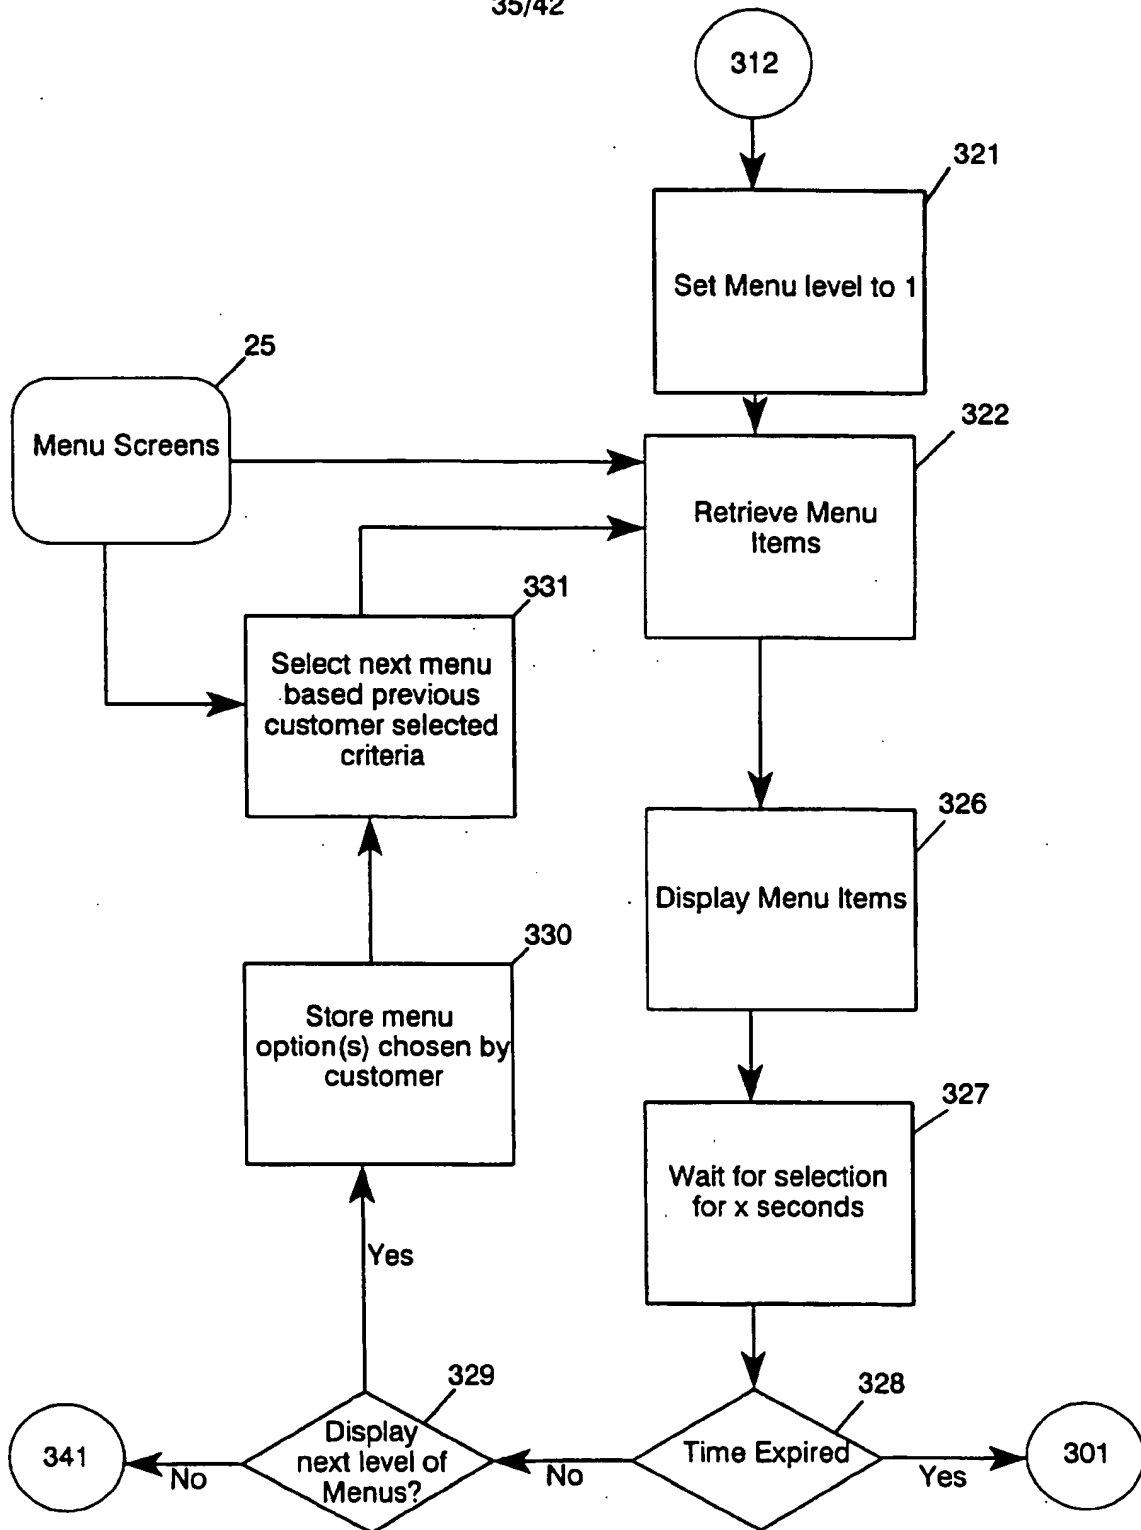 35/42
312
321
Set Menu level to 1
25
Menu Screens
322
Retrieve Menu
Items
331
Select next menu
based previous
customer selected
criteria
326
Display Menu Items
330
Store menu
option(s) chosen by
customer
327
Wait for selection
for x seconds
Yes
329
Display
next level of
Menus?
328
Time Expired
341
No
No
Yes
301